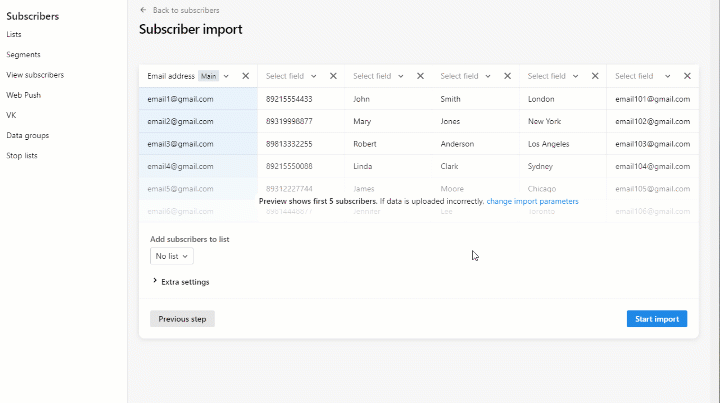 Subscribers
Lists
Segments
View subscribers
Web Push
VK
Data groups
Stop lists
Back to subscribers
Subscriber import
Email address Main Select field Select field Select field Select field Select field
email1@gmail.com 89215554433 John Smith London email101@gmail.com
email2@gmail.com 89319998877 Mary Jones New York email102@gmail.com
email3@gmail.com 89813332255 Robert Anderson Los Angeles email103@gmail.com
email4@gmail.com 89215550088 Linda Clark Sydney email104@gmail.com
email5@gmail.com 89312227744 James Moore Chicago email105@gmail.com
Preview shows first 5 subscribers. If data is uploaded incorrectly, change import parameters
email6@gmail.com Jennifer Lee Toronto email106@gmail.com
Add subscribers to list
No list
Extra settings
Previous step Start import